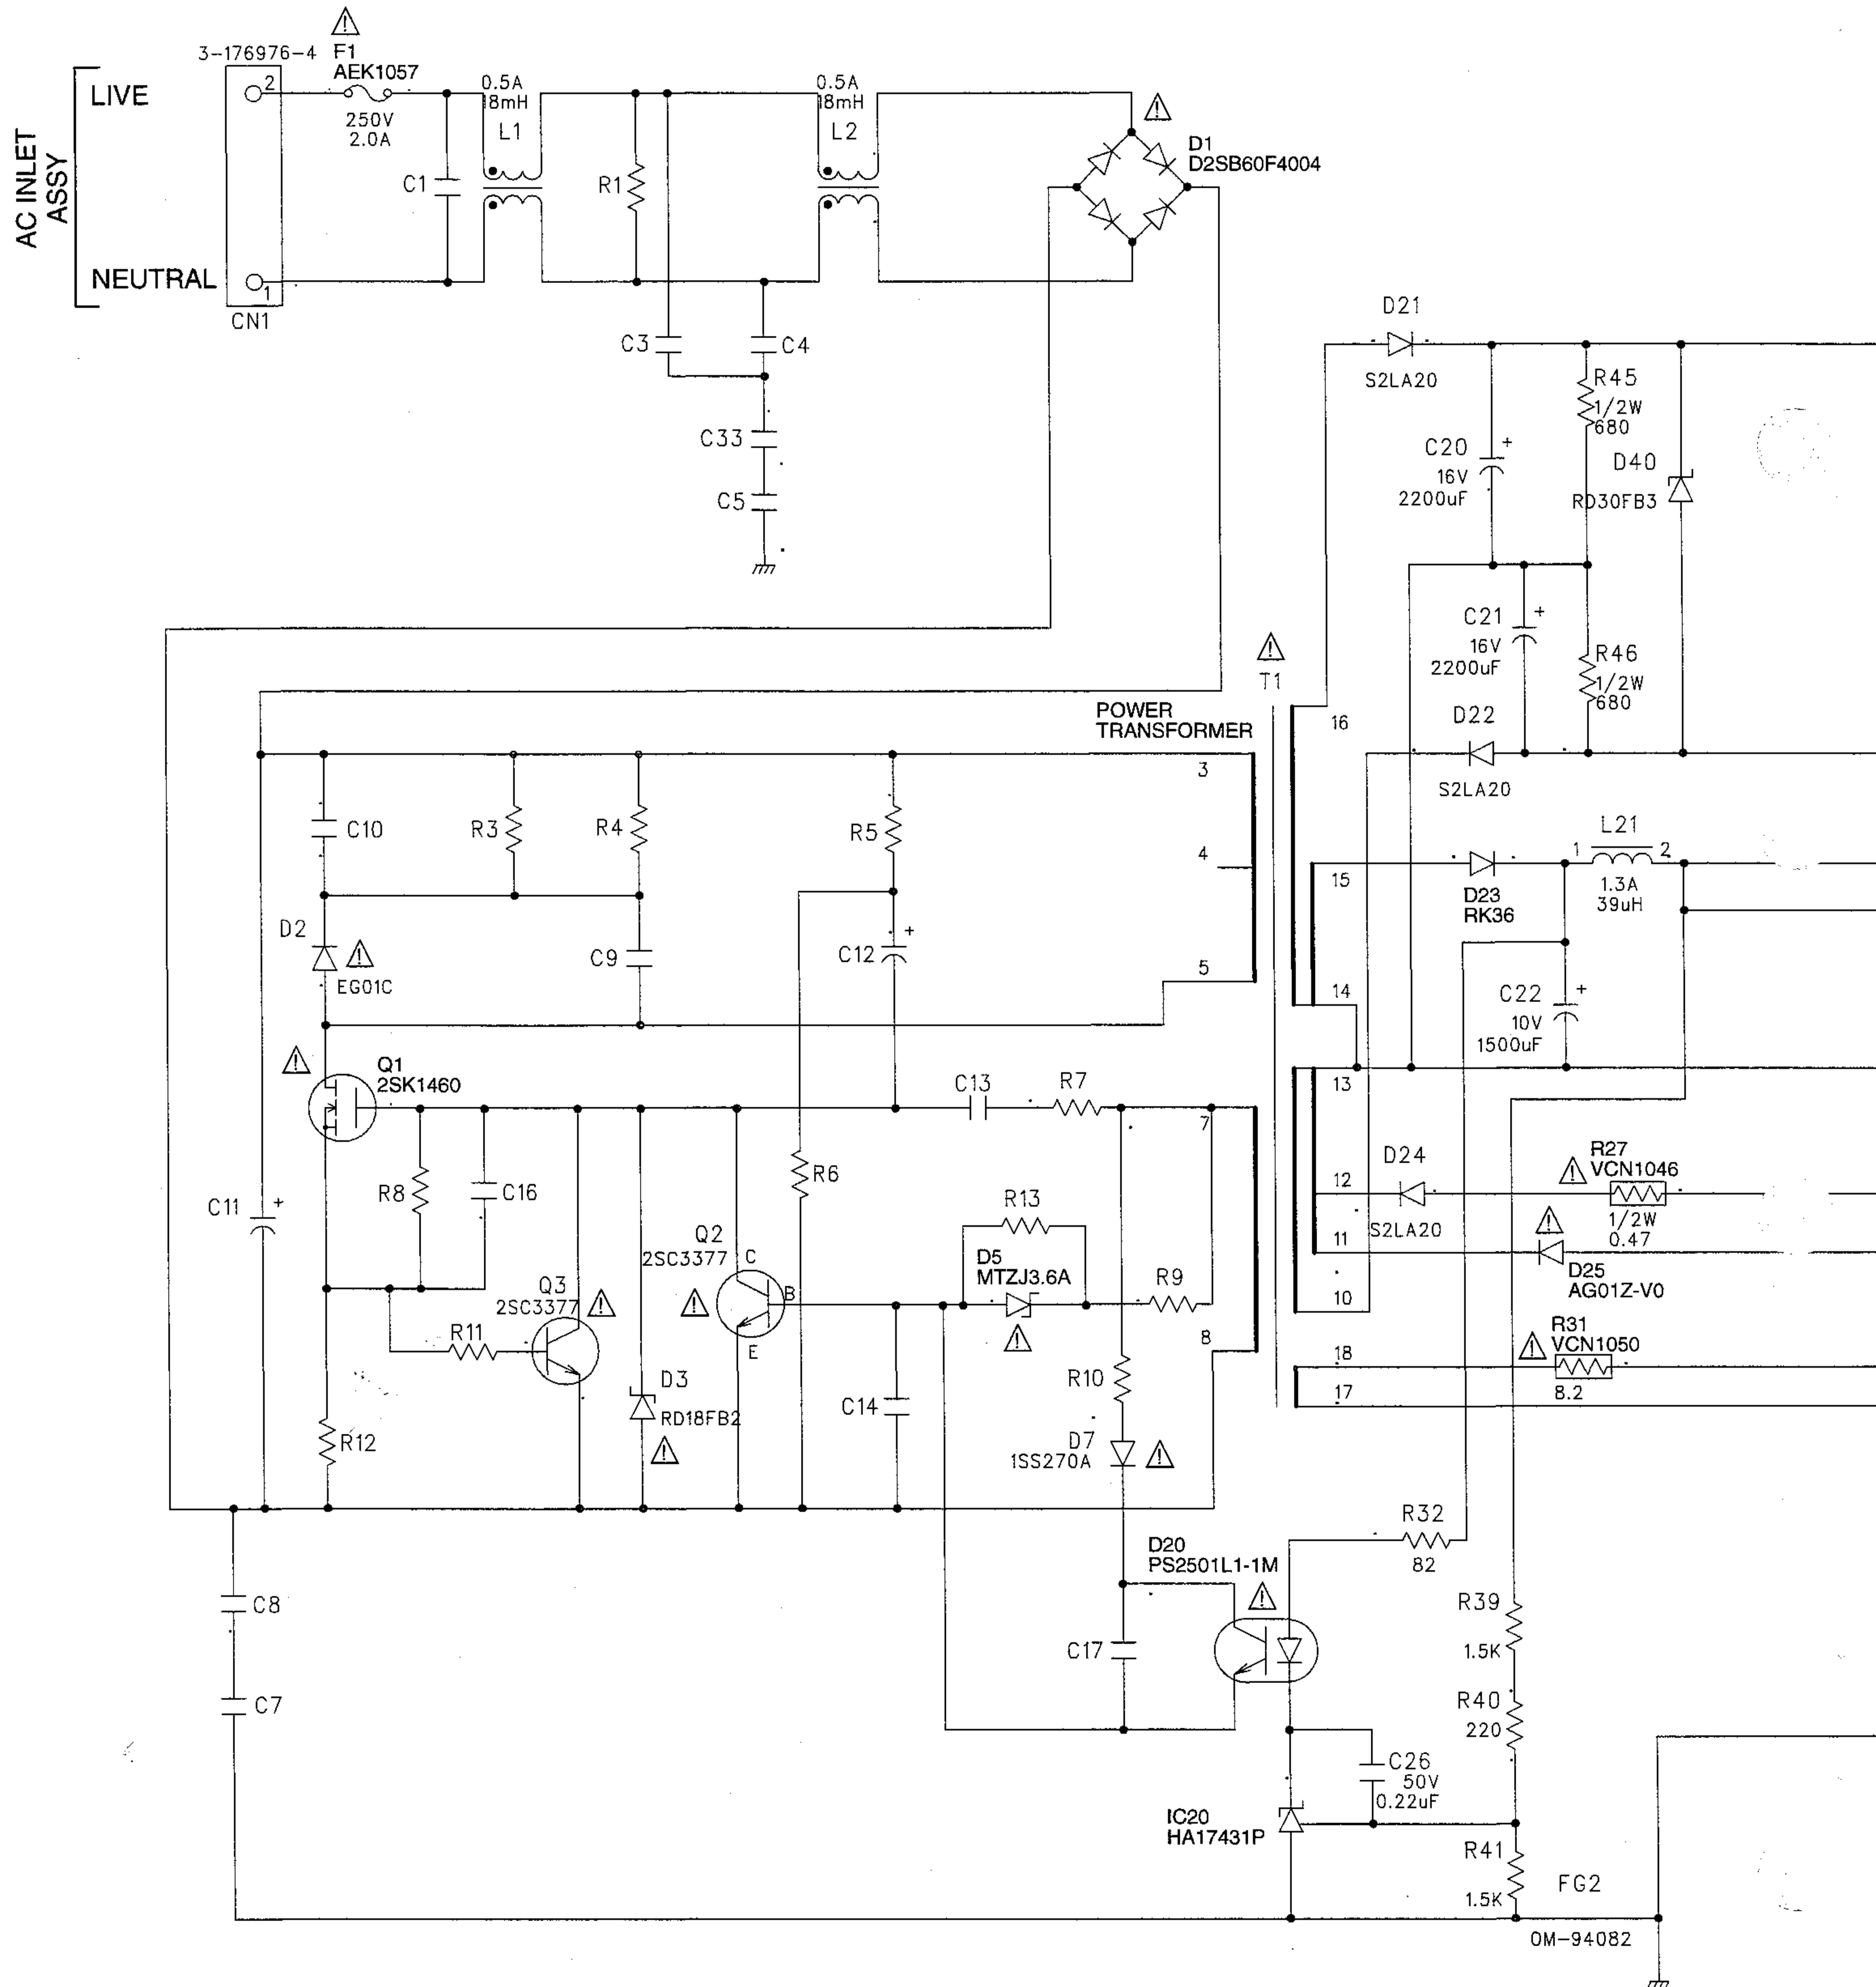 AC INLET
ASSY
LIVE
NEUTRAL
3-176976-4
2
1
CN1
F1
AEK1057
250V
2.0A
C1
0.5A
18mH
L1
R1
0.5A
18mH
L2
D1
D2SB60F4004
C3
C4
C33
C5
D21
S2LA20
R45
1/2W
680
C20
+
16V
2200uF
D40
RD30FB3
C21
+
16V
2200uF
R46
1/2W
680
T1
POWER
TRANSFORMER
16
D22
S2LA20
3
C10
R3
R4
R5
4
L21
1
2
1.3A
39uH
15
D23
RK36
D2
EG01C
C9
C12
+
5
14
C22
+
10V
1500uF
Q1
2SK1460
C13
R7
7
13
R8
C16
R6
C11
+
R13
D24
S2LA20
12
R27
VCN1046
1/2W
0.47
11
D25
AG01Z-V0
Q2
2SC3377
C
B
E
D5
MTZJ3.6A
R9
10
Q3
2SC3377
R11
8
R31
VCN1050
8.2
18
17
D3
RD18FB2
R10
C14
R12
D7
1SS270A
R32
82
D20
PS2501L1-1M
C8
C17
R39
1.5K
C7
R40
220
C26
50V
0.22uF
IC20
HA17431P
R41
1.5K
FG2
OM-94082